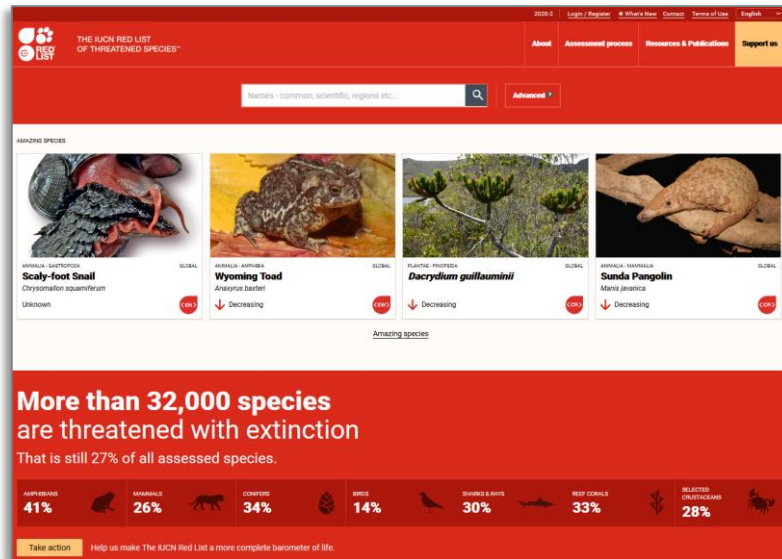 2020-2 Login / Register What's New Contact Terms of Use English
RED LIST
THE IUCN RED LIST
OF THREATENED SPECIES™
About Assessment process Resources & Publications Support us
Names - common, scientific, regions etc... Advanced ?
AMAZING SPECIES
ANIMALIA - GASTROPODA GLOBAL
Scaly-foot Snail
Chrysomallon squamiferum
Unknown <EN>
ANIMALIA - AMPHIBIA GLOBAL
Wyoming Toad
Anaxyrus baxteri
Decreasing <EW>
PLANTAE - PINOPSIDA GLOBAL
Dacrydium guillauminii
Decreasing <CR>
ANIMALIA - MAMMALIA GLOBAL
Sunda Pangolin
Manis javanica
Decreasing <CR>
Amazing species
More than 32,000 species
are threatened with extinction
That is still 27% of all assessed species.
AMPHIBIANS
41%
MAMMALS
26%
CONIFERS
34%
BIRDS
14%
SHARKS & RAYS
30%
REEF CORALS
33%
SELECTED
CRUSTACEANS
28%
Take action Help us make The IUCN Red List a more complete barometer of life.